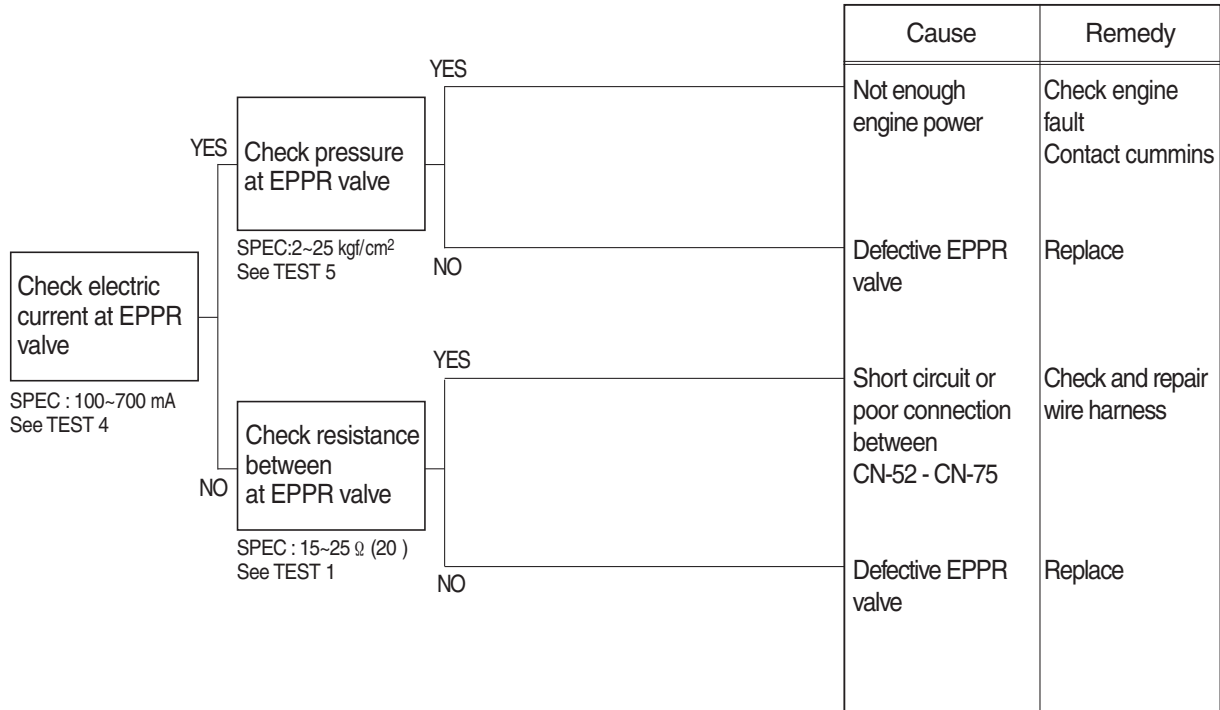 Cause
Remedy
YES
Not enough
engine power
Check engine
fault
Contact cummins
YES
Check pressure
at EPPR valve
SPEC:2~25 kgf/cm²
See TEST 5
NO
Defective EPPR
valve
Replace
Check electric
current at EPPR
valve
SPEC : 100~700 mA
See TEST 4
YES
Short circuit or
poor connection
between
CN-52 - CN-75
Check and repair
wire harness
NO
Check resistance
between
at EPPR valve
SPEC : 15~25 Ω (20 )
See TEST 1
NO
Defective EPPR
valve
Replace